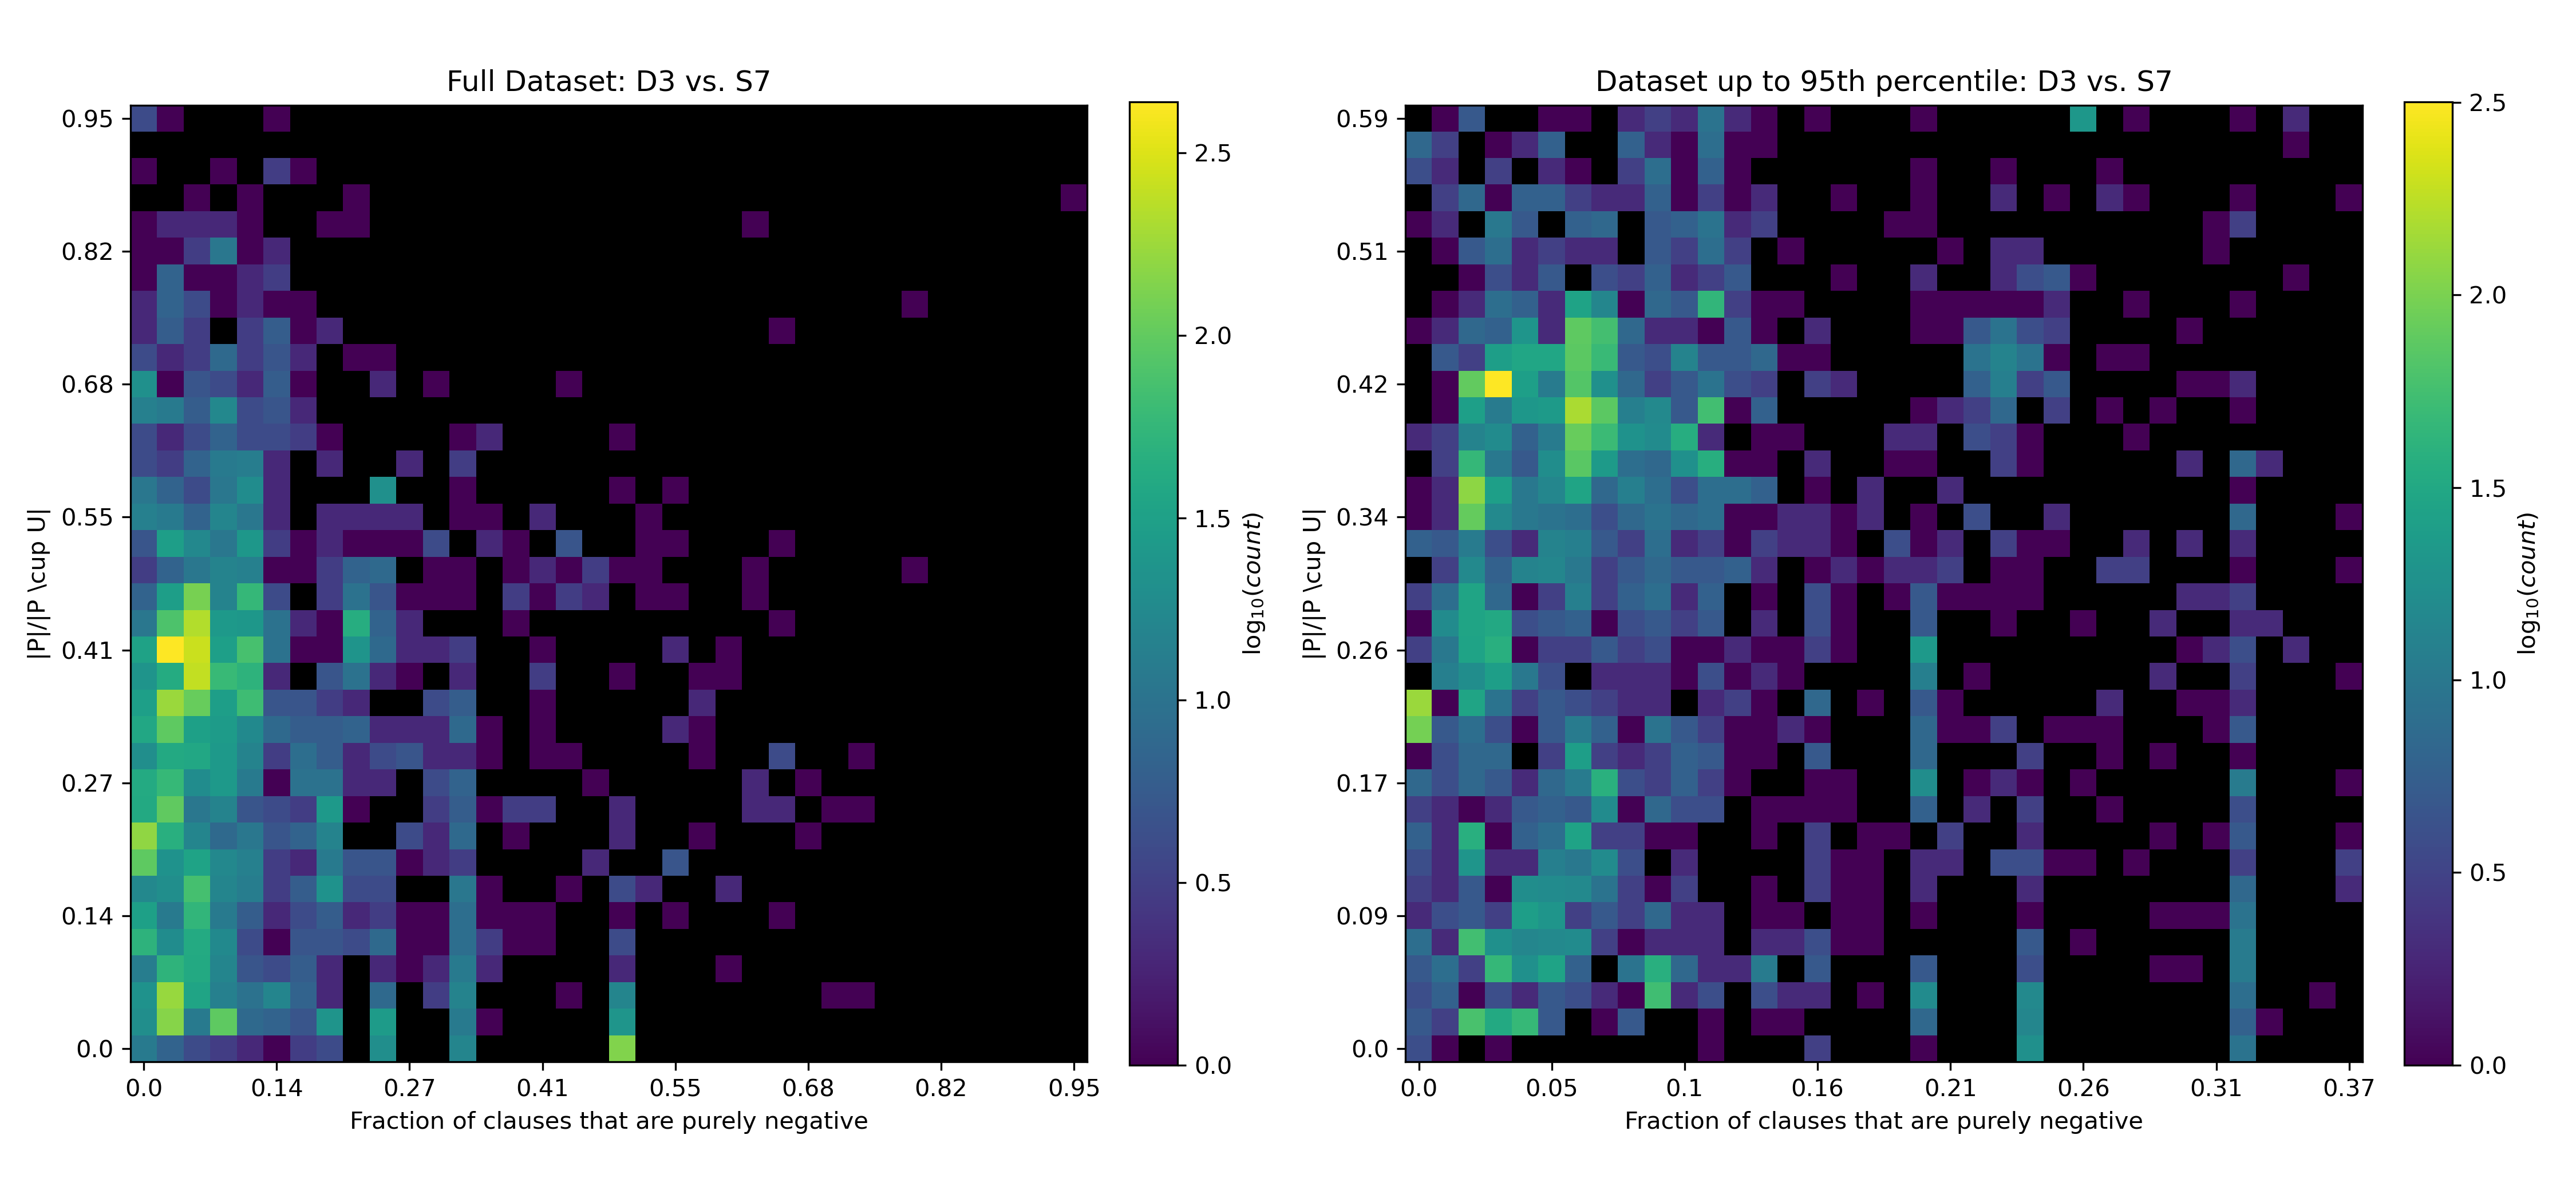 Full Dataset: D3 vs. S7
0.95
0.82
0.68
0.55
0.41
0.27
0.14
0.0
|P|/|P \cup U|
0.0 0.14 0.27 0.41 0.55 0.68 0.82 0.95
Fraction of clauses that are purely negative
2.5
2.0
1.5
1.0
0.5
0.0
log₁₀(count)
Dataset up to 95th percentile: D3 vs. S7
0.59
0.51
0.42
0.34
0.26
0.17
0.09
0.0
|P|/|P \cup U|
0.0 0.05 0.1 0.16 0.21 0.26 0.31 0.37
Fraction of clauses that are purely negative
2.5
2.0
1.5
1.0
0.5
0.0
log₁₀(count)